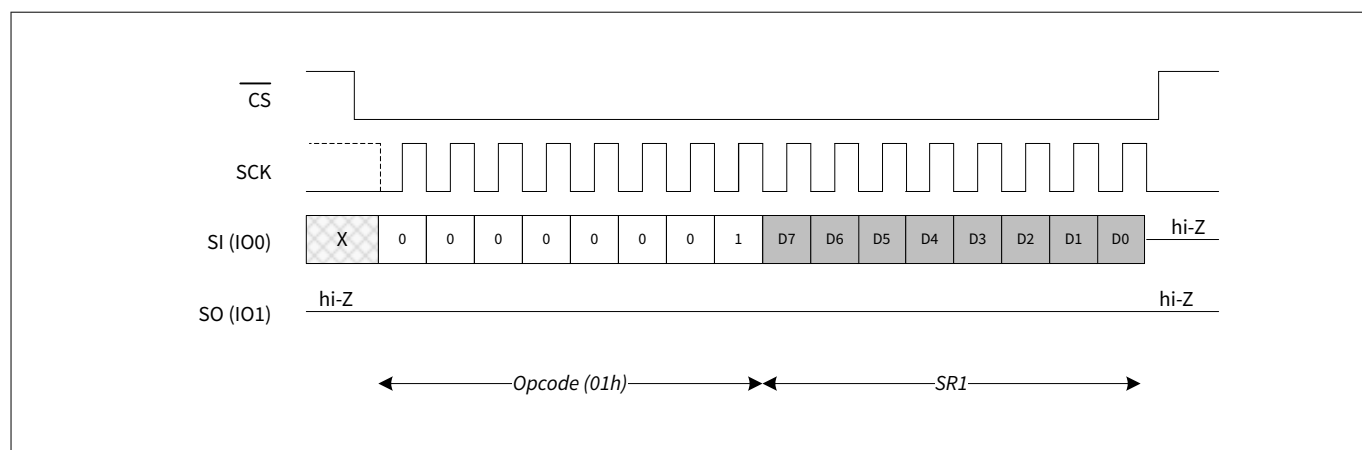 CS
SCK
SI (IO0) X 0 0 0 0 0 0 0 1 D7 D6 D5 D4 D3 D2 D1 D0 hi-Z
SO (IO1) hi-Z hi-Z
Opcode (01h) SR1